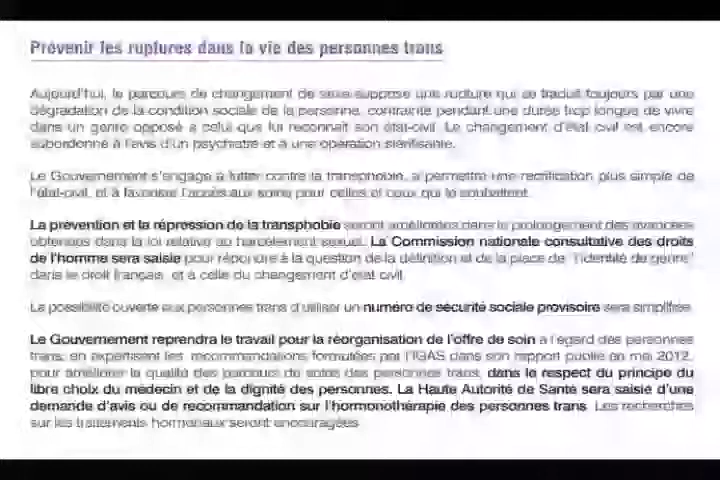 Prévenir les ruptures dans la vie des personnes trans
Aujourd'hui, le parcours de changement de sexe suppose une rupture qui se traduit toujours par une
dégradation de la condition sociale de la personne, contrainte pendant une durée trop longue de vivre
dans un genre opposé à celui que lui reconnaît son état-civil. Le changement d'état civil est encore
subordonné à l'avis d'un psychiatre et à une opération stérilisante.
Le Gouvernement s'engage à lutter contre la transphobie, à permettre une rectification plus simple de
l'état-civil, et à favoriser l'accès aux soins pour celles et ceux qui le souhaitent.
La prévention et la répression de la transphobie seront améliorées dans le prolongement des avancées
obtenues dans la loi relative au harcèlement sexuel. La Commission nationale consultative des droits
de l'homme sera saisie pour répondre à la question de la définition et de la place de "l'identité de genre"
dans le droit français, et à celle du changement d'état civil.
La possibilité ouverte aux personnes trans d'utiliser un numéro de sécurité sociale provisoire sera simplifiée.
Le Gouvernement reprendra le travail pour la réorganisation de l'offre de soin à l'égard des personnes
trans, en expertisant les recommandations formulées par l'IGAS dans son rapport publié en mai 2012,
pour améliorer la qualité des parcours de soins des personnes trans, dans le respect du principe du
libre choix du médecin et de la dignité des personnes. La Haute Autorité de Santé sera saisie d'une
demande d'avis ou de recommandation sur l'hormonothérapie des personnes trans. Les recherches
sur les traitements hormonaux seront encouragées.